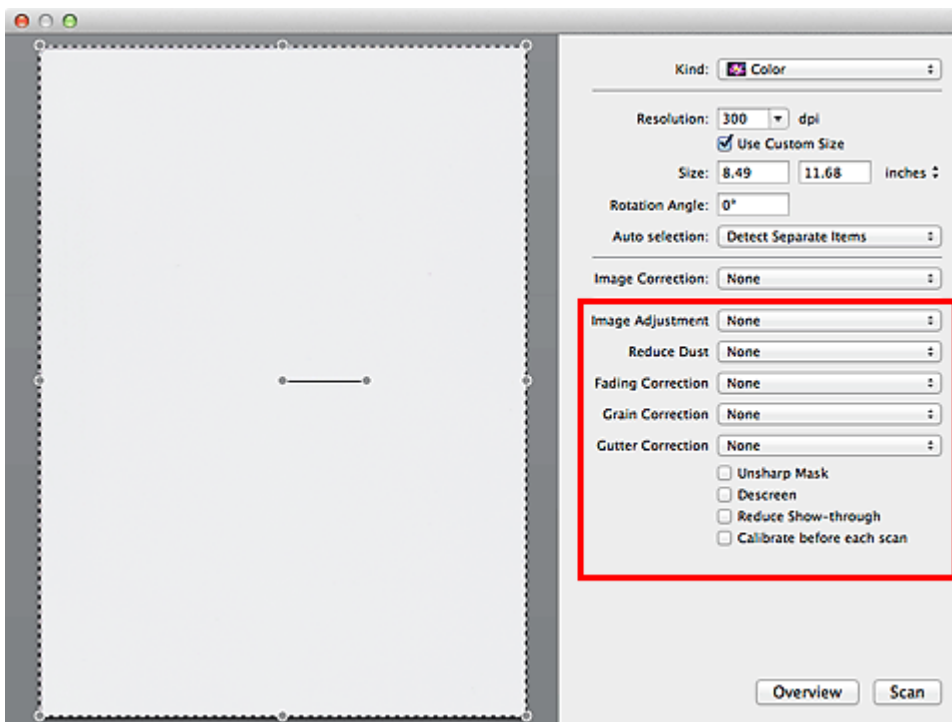 Kind: Color
Resolution: 300 dpi
Use Custom Size
Size: 8.49 11.68 inches
Rotation Angle: 0°
Auto selection: Detect Separate Items
Image Correction: None
Image Adjustment None
Reduce Dust None
Fading Correction None
Grain Correction None
Gutter Correction None
Unsharp Mask
Descreen
Reduce Show-through
Calibrate before each scan
Overview Scan